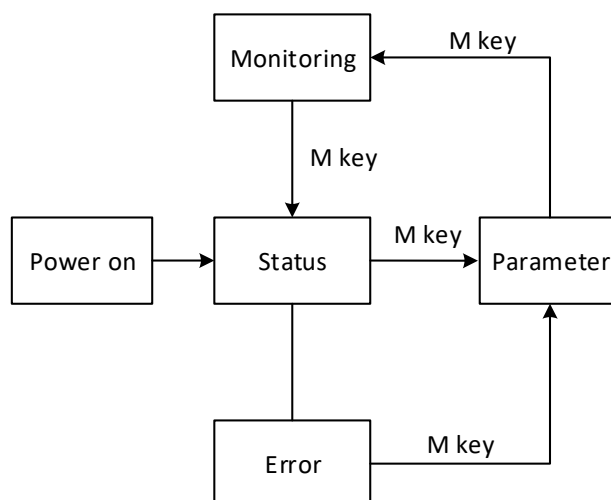 M key
Monitoring
M key
Power on
Status
M key
Parameter
Error
M key